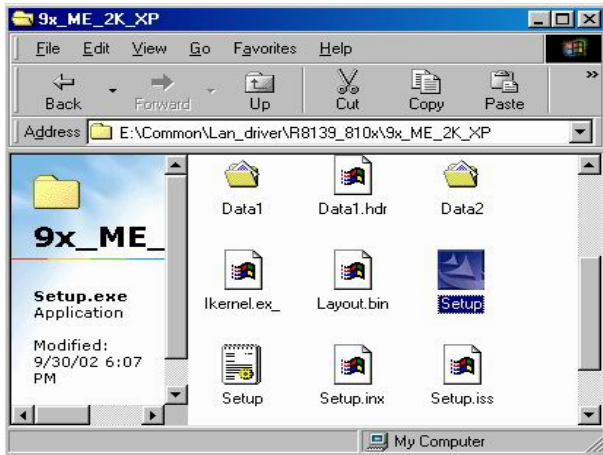 9x_ME_2K_XP
File Edit View Go Favorites Help
Back Forward Up Cut Copy Paste »
Address E:\Common\Lan_driver\R8139_810x\9x_ME_2K_XP
9x_ME_
Setup.exe
Application
Modified:
9/30/02 6:07
PM
Data1 Data1.hdr Data2
Ikernel.ex_ Layout.bin Setup
Setup Setup.inx Setup.iss
My Computer